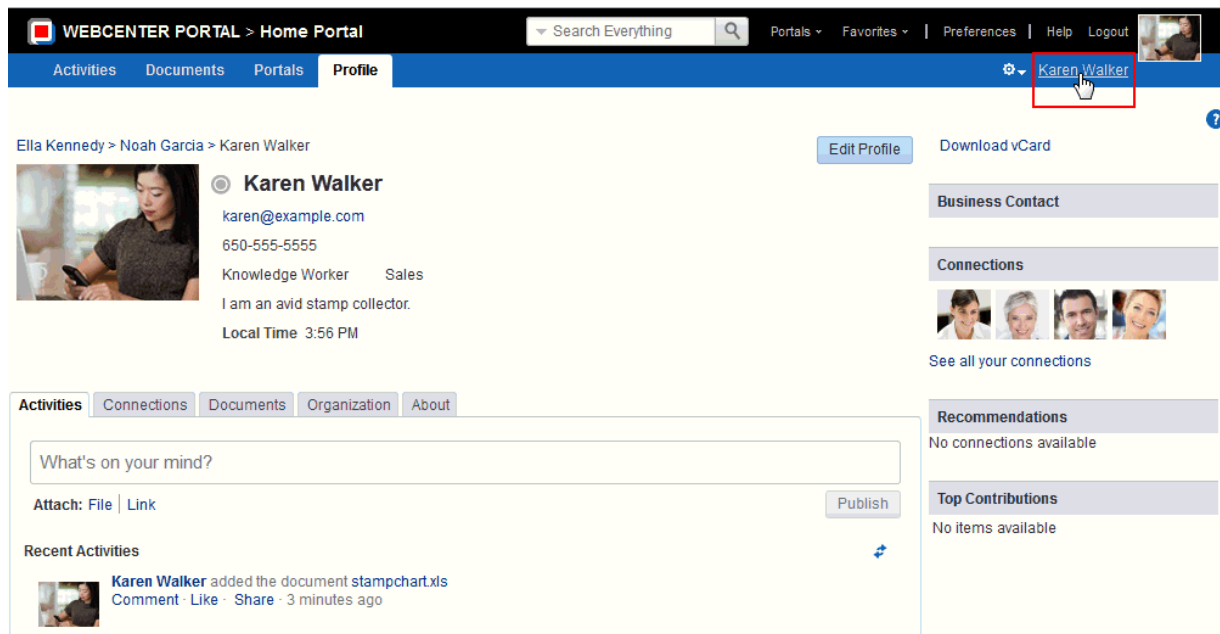 WEBCENTER PORTAL > Home Portal
Search Everything
Portals
Favorites
Preferences
Help
Logout
Activities
Documents
Portals
Profile
Karen Walker
?
Ella Kennedy > Noah Garcia > Karen Walker
Edit Profile
Download vCard
Karen Walker
karen@example.com
650-555-5555
Knowledge Worker Sales
I am an avid stamp collector.
Local Time 3:56 PM
Business Contact
Connections
See all your connections
Activities
Connections
Documents
Organization
About
Recommendations
No connections available
What's on your mind?
Attach: File | Link
Publish
Top Contributions
No items available
Recent Activities
Karen Walker added the document stampchart.xls
Comment · Like · Share · 3 minutes ago